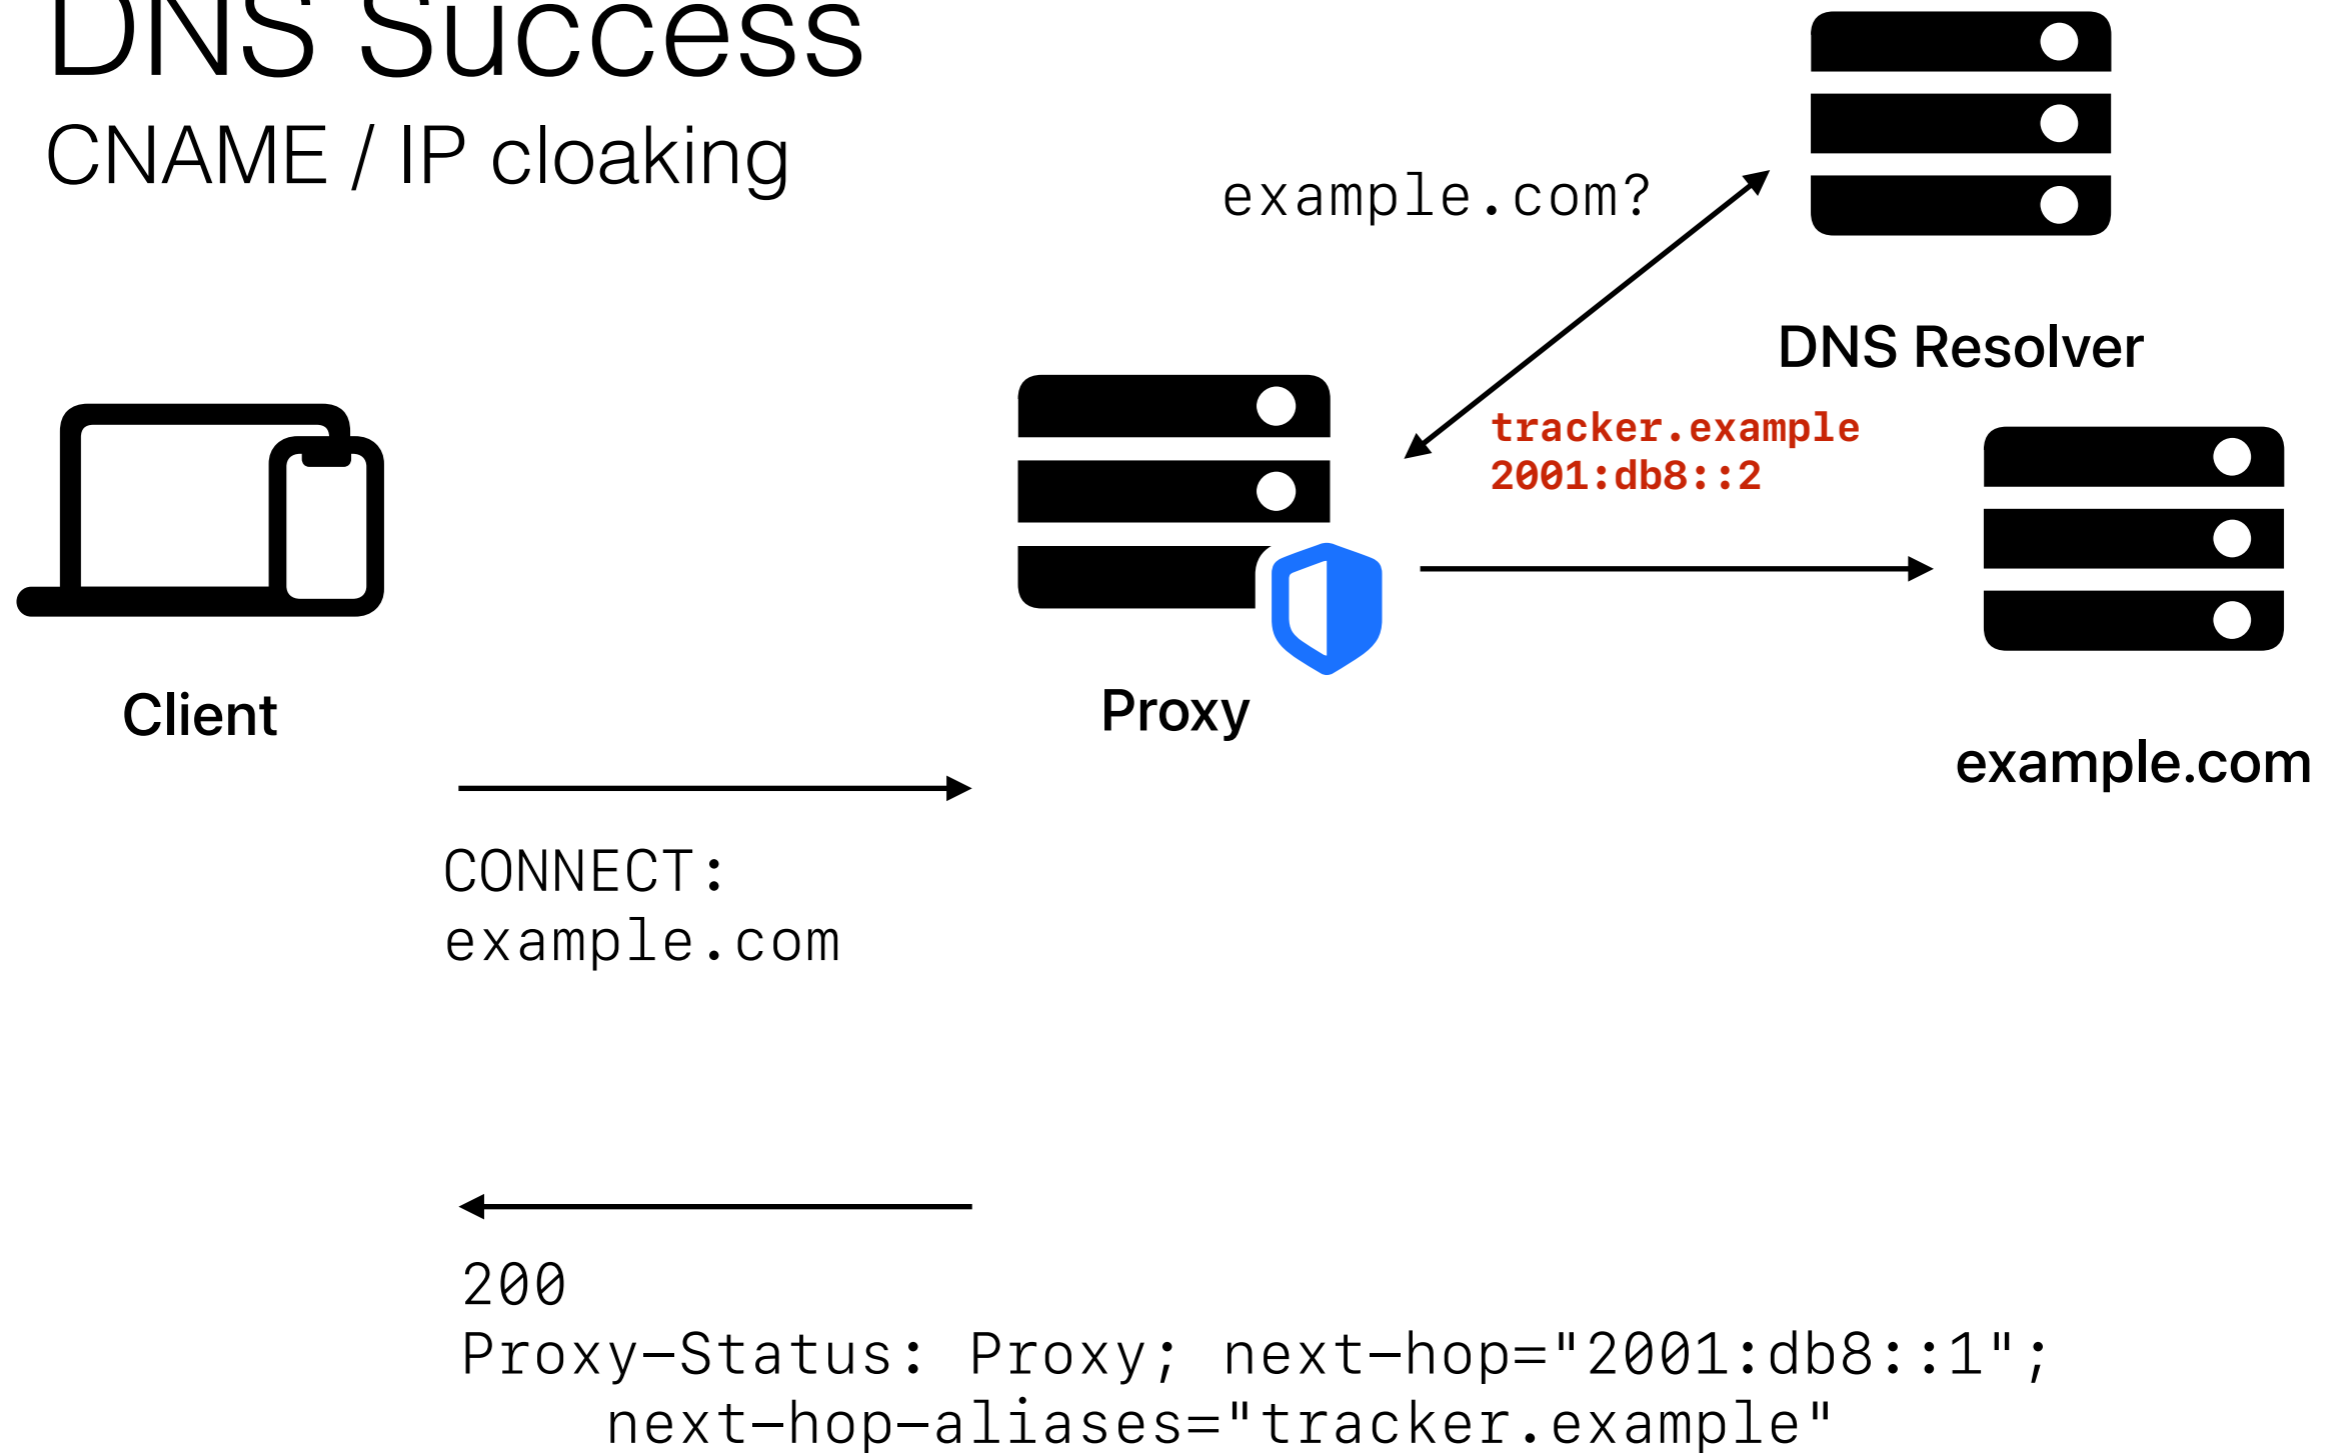 DNS Success
CNAME / IP cloaking
example.com?
DNS Resolver
tracker.example
2001:db8::2
Client
Proxy
example.com
CONNECT:
example.com
200
Proxy-Status: Proxy; next-hop="2001:db8::1";
next-hop-aliases="tracker.example"